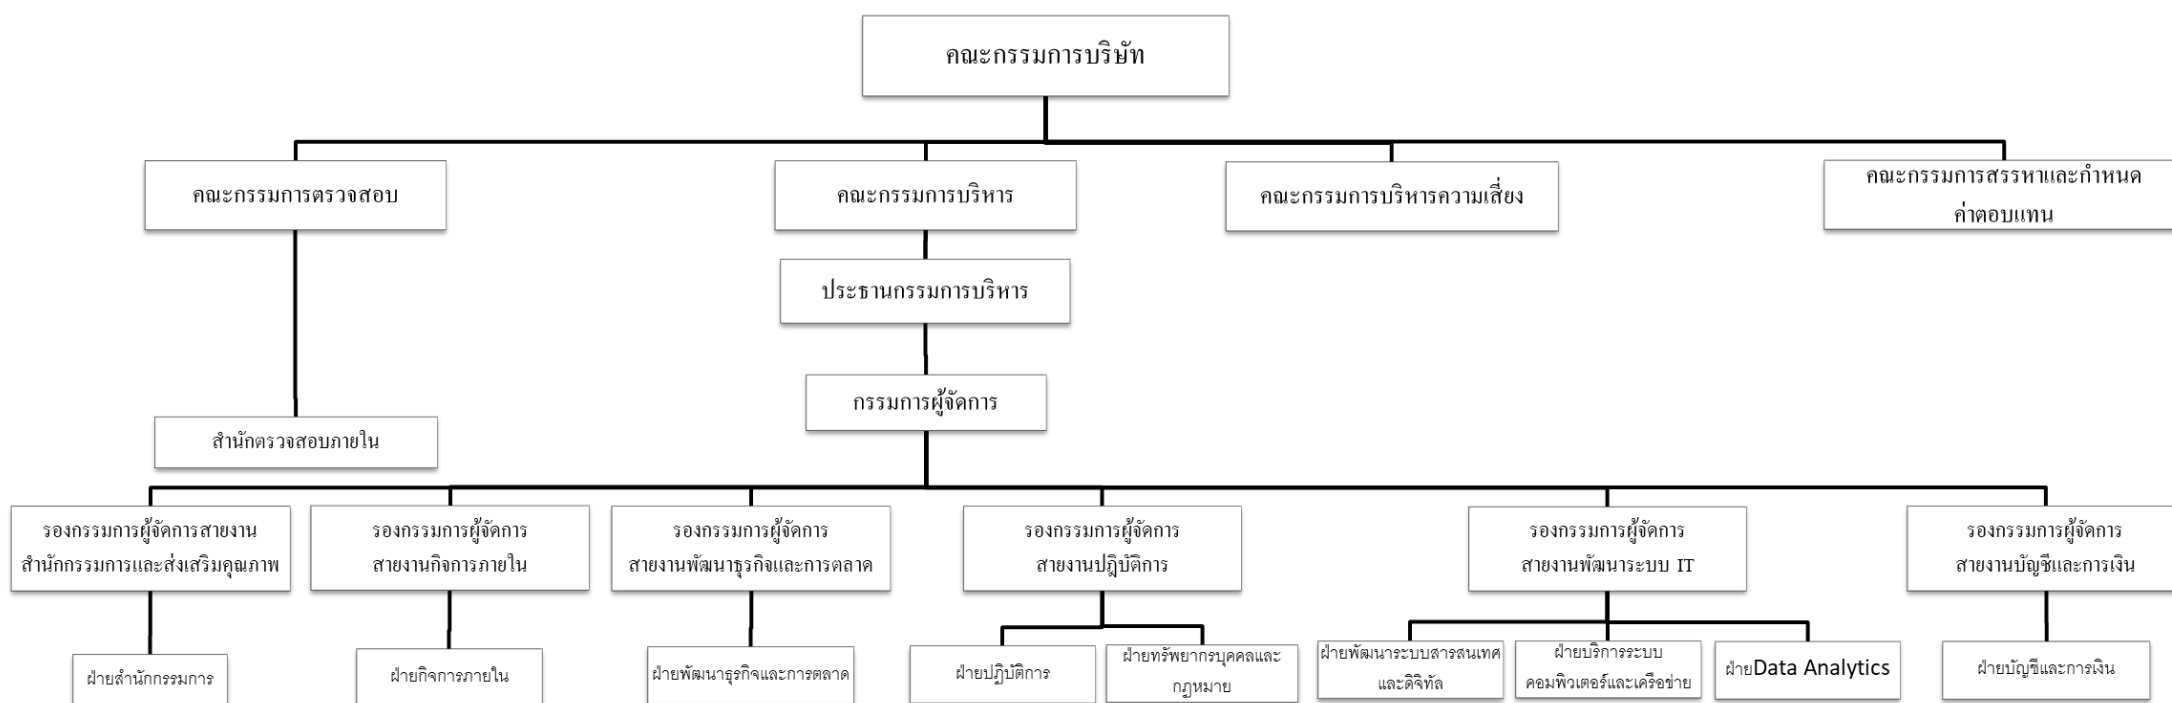 คณะกรรมการบริษัท
คณะกรรมการตรวจสอบ
คณะกรรมการบริหาร
คณะกรรมการบริหารความเสี่ยง
คณะกรรมการสรรหาและกำหนด
ค่าตอบแทน
ประธานกรรมการบริหาร
กรรมการผู้จัดการ
สำนักตรวจสอบภายใน
รองกรรมการผู้จัดการสายงาน
สำนักกรรมการและส่งเสริมคุณภาพ
รองกรรมการผู้จัดการ
สายงานกิจการภายใน
รองกรรมการผู้จัดการ
สายงานพัฒนาธุรกิจและการตลาด
รองกรรมการผู้จัดการ
สายงานปฏิบัติการ
รองกรรมการผู้จัดการ
สายงานพัฒนาระบบ IT
รองกรรมการผู้จัดการ
สายงานบัญชีและการเงิน
ฝ่ายสำนักกรรมการ
ฝ่ายกิจการภายใน
ฝ่ายพัฒนาธุรกิจและการตลาด
ฝ่ายปฏิบัติการ
ฝ่ายทรัพยากรบุคคลและ
กฎหมาย
ฝ่ายพัฒนาระบบสารสนเทศ
และดิจิทัล
ฝ่ายบริการระบบ
คอมพิวเตอร์และเครือข่าย
ฝ่ายData Analytics
ฝ่ายบัญชีและการเงิน